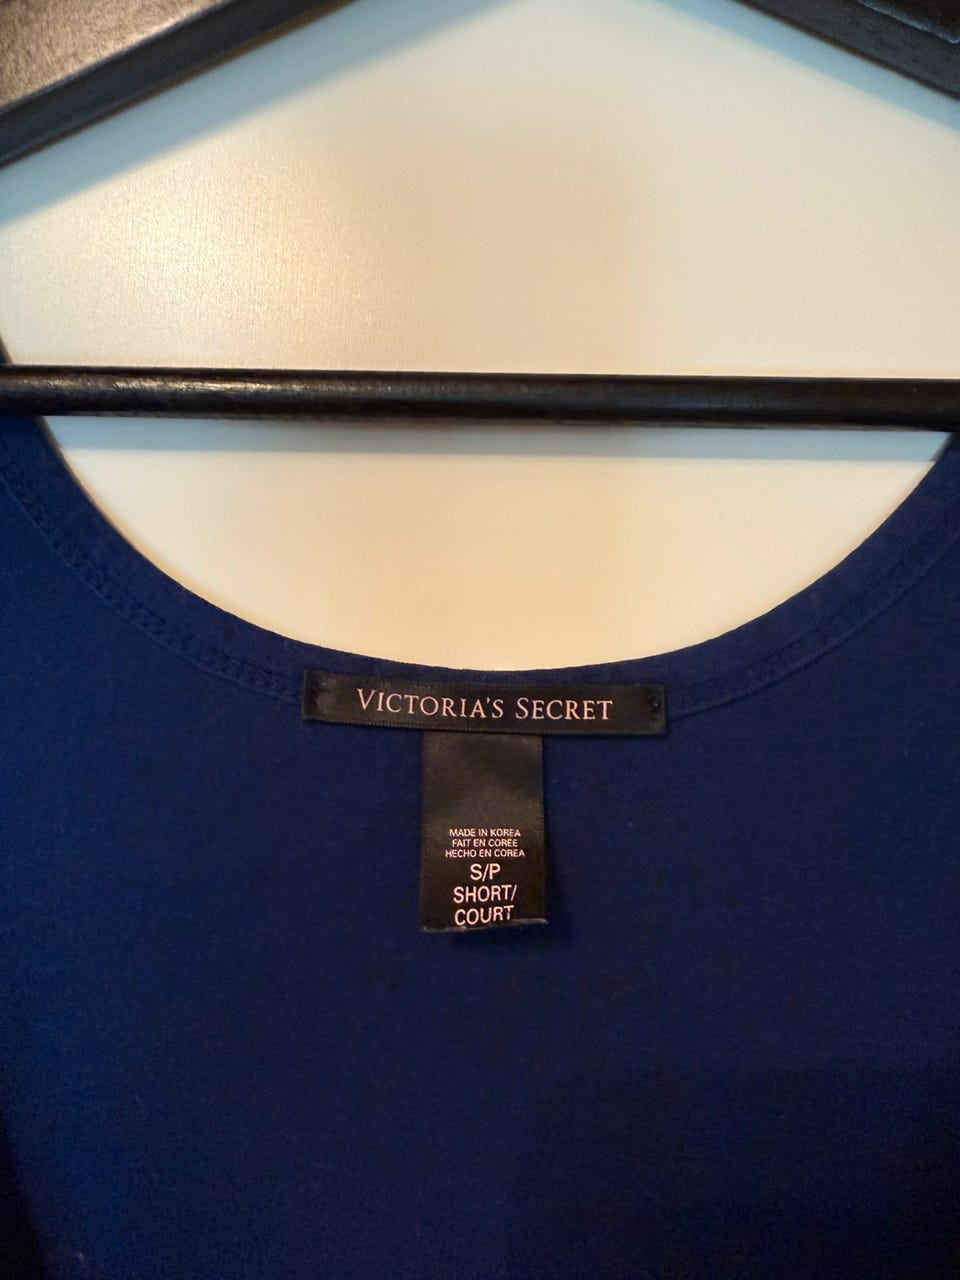 VICTORIA'S SECRET
MADE IN KOREA
FAIT EN CORÉE
HECHO EN COREA
S/P
SHORT/
COURT